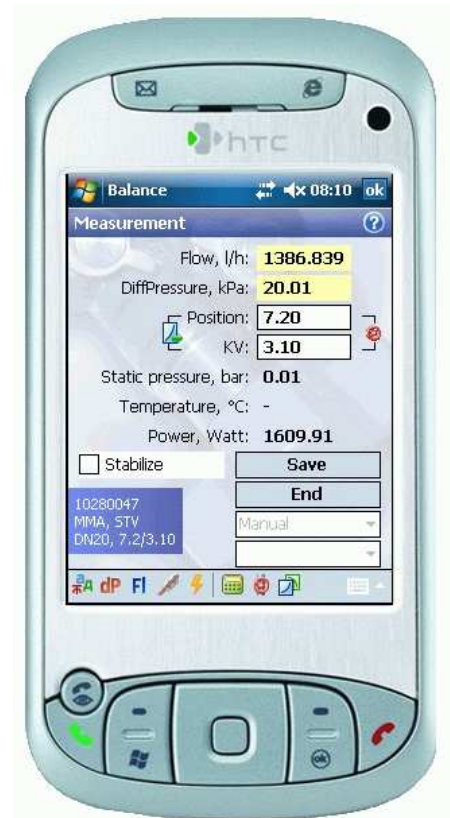 hTC
Balance 08:10 ok
Measurement ?
Flow, l/h: 1386.839
DiffPressure, kPa: 20.01
Position: 7.20
KV: 3.10
Static pressure, bar: 0.01
Temperature, °C: -
Power, Watt: 1609.91
Stabilize Save
End
10280047
MMA, STV
DN20, 7.2/3.10
Manual
dP Fl
ok